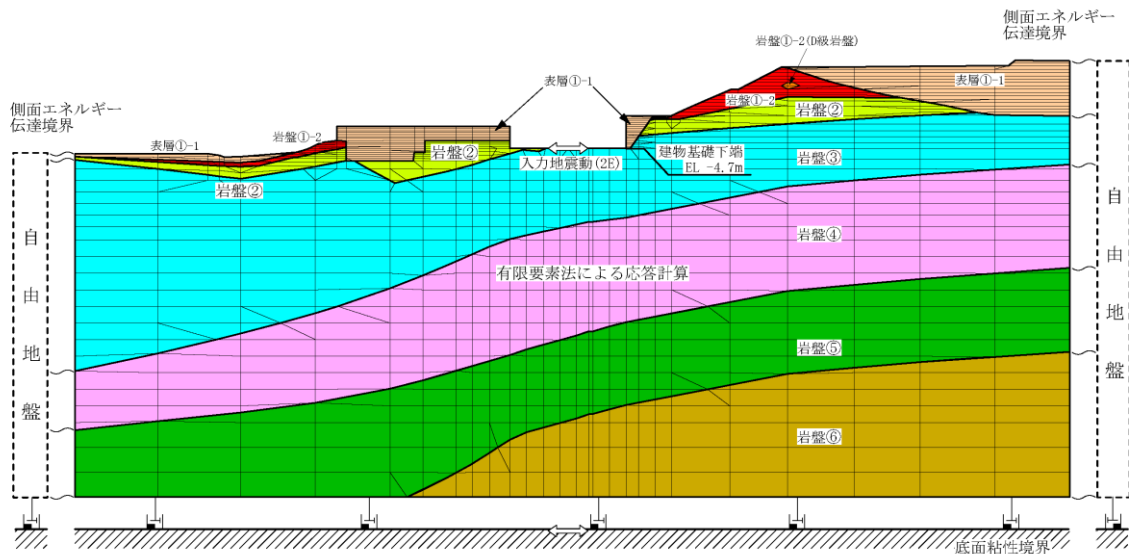 側面エネルギー
伝達境界
岩盤①-2(D級岩盤)
表層①-1
表層①-1
側面エネルギー
伝達境界
岩盤①-2
岩盤②
岩盤①-2
表層①-1
岩盤②
岩盤②
入力地震動(2E)
建物基礎下端
EL -4.7m
岩盤③
自由地盤
自由地盤
岩盤④
有限要素法による応答計算
岩盤⑤
岩盤⑥
底面粘性境界